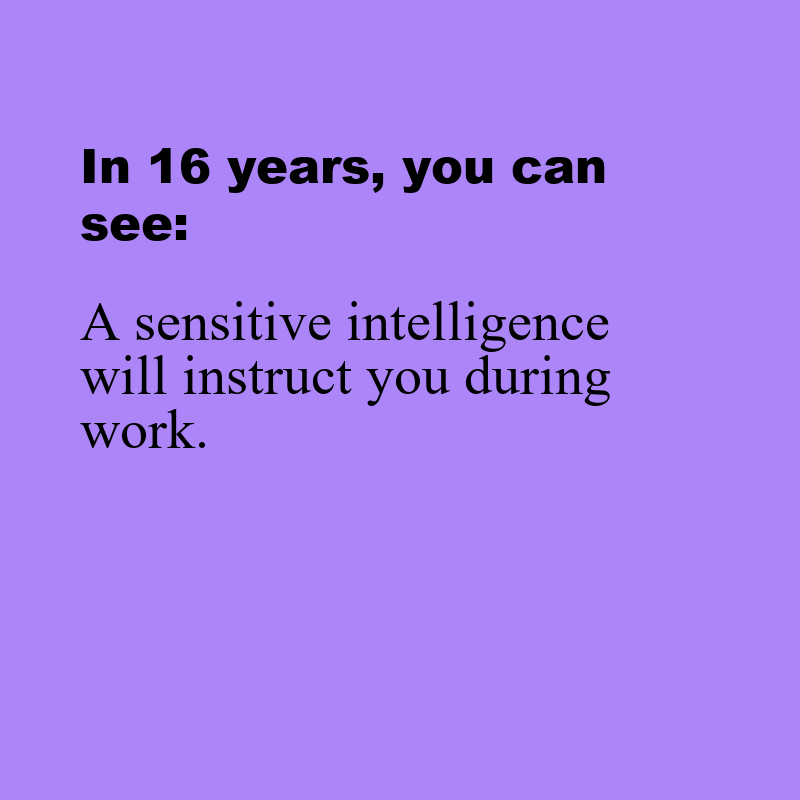 In 16 years, you can
see:
A sensitive intelligence
will instruct you during
work.